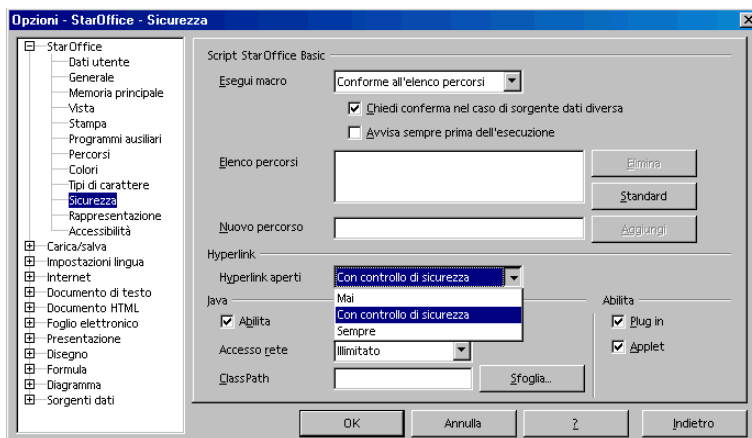 Opzioni - StarOffice - Sicurezza
StarOffice
Dati utente
Generale
Memoria principale
Vista
Stampa
Programmi ausiliari
Percorsi
Colori
Tipi di carattere
Sicurezza
Rappresentazione
Accessibilità
Carica/salva
Impostazioni lingua
Internet
Documento di testo
Documento HTML
Foglio elettronico
Presentazione
Disegno
Formula
Diagramma
Sorgenti dati
Script StarOffice Basic
Esegui macro Conforme all'elenco percorsi
Chiedi conferma nel caso di sorgente dati diversa
Avvisa sempre prima dell'esecuzione
Elenco percorsi
Elimina
Standard
Nuovo percorso
Aggiungi
Hyperlink
Hyperlink aperti Con controllo di sicurezza
Mai
Con controllo di sicurezza
Sempre
Java
Abilita
Accesso rete Illimitato
ClassPath
Sfoglia...
Abilita
Plug in
Applet
OK Annulla ? Indietro